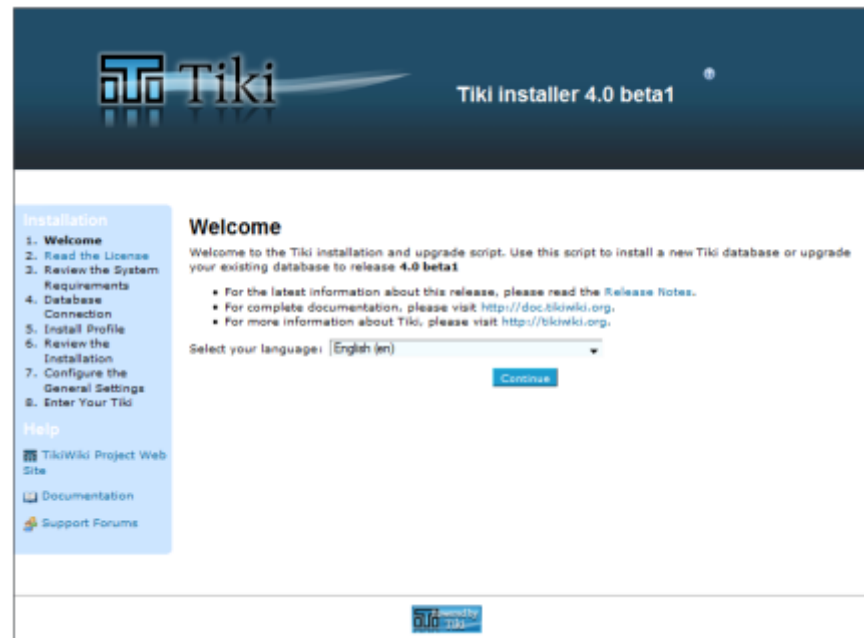 Tiki
Tiki installer 4.0 beta1
Installation
1. Welcome
2. Read the License
3. Review the System
Requirements
4. Database
Connection
5. Install Profile
6. Review the
Installation
7. Configure the
General Settings
8. Enter Your Tiki
Help
TikiWiki Project Web
Site
Documentation
Support Forums
Welcome
Welcome to the Tiki installation and upgrade script. Use this script to install a new Tiki database or upgrade
your existing database to release 4.0 beta1
• For the latest information about this release, please read the Release Notes.
• For complete documentation, please visit http://doc.tikiwiki.org.
• For more information about Tiki, please visit http://tikiwiki.org.
Select your language: English (en)
Continue
powered by
Tiki